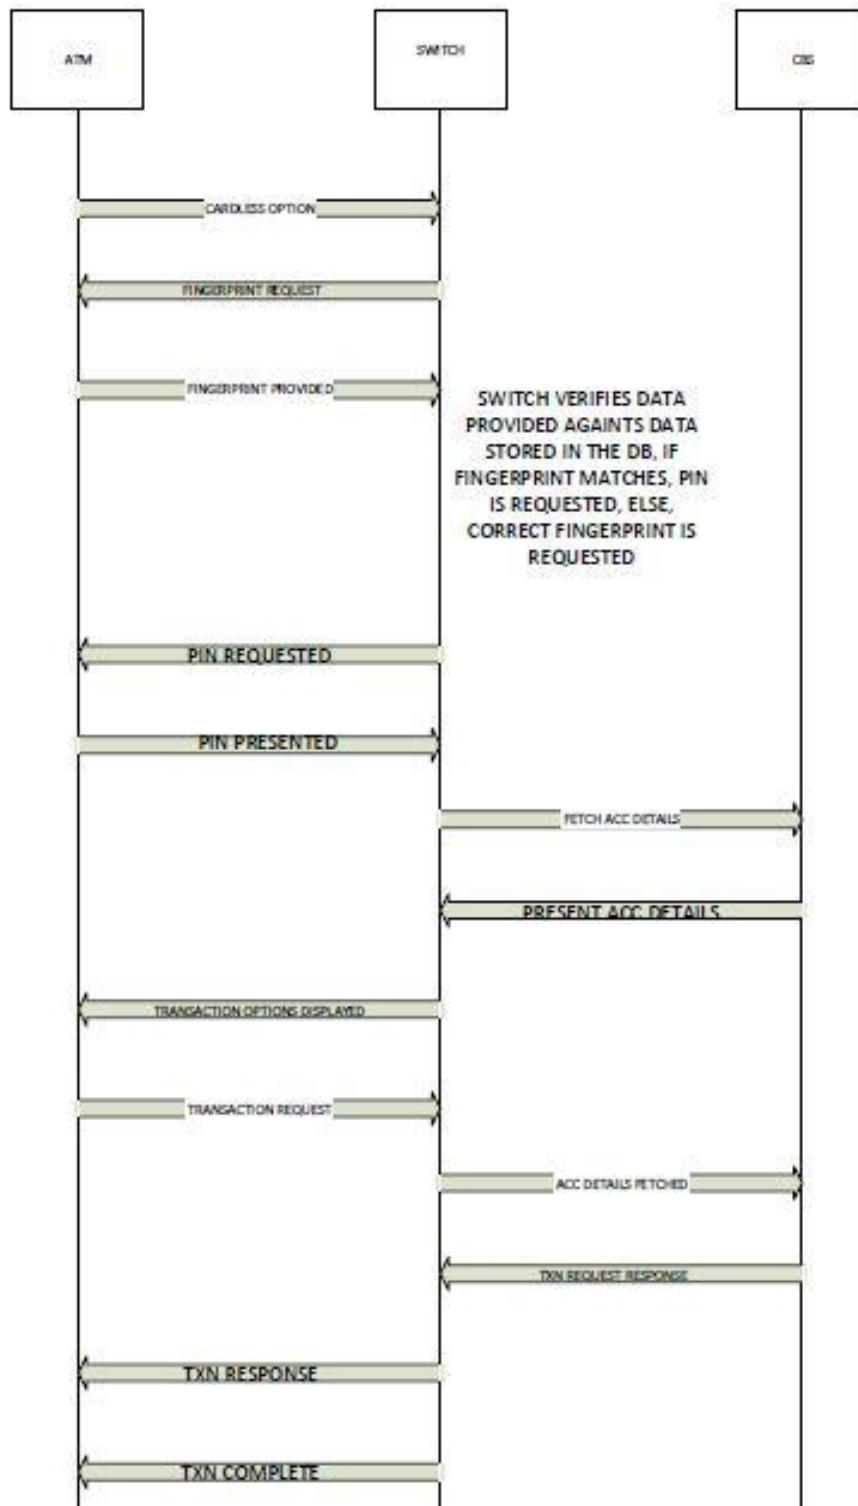 ATM
SWITCH
CBS
CARDLESS OPTION
FINGERPRINT REQUEST
FINGERPRINT PROVIDED
SWITCH VERIFIES DATA
PROVIDED AGAINTS DATA
STORED IN THE DB, IF
FINGERPRINT MATCHES, PIN
IS REQUESTED, ELSE,
CORRECT FINGERPRINT IS
REQUESTED
PIN REQUESTED
PIN PRESENTED
FETCH ACC DETAILS
PRESENT ACC DETAILS
TRANSACTION OPTIONS DISPLAYED
TRANSACTION REQUEST
ACC DETAILS FETCHED
TXN REQUEST RESPONSE
TXN RESPONSE
TXN COMPLETE